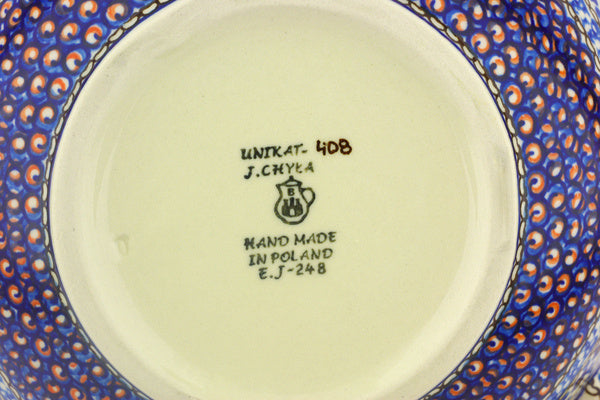 UNIKAT- 408
J.CHYŁA
B
HAND MADE
IN POLAND
E.J-248